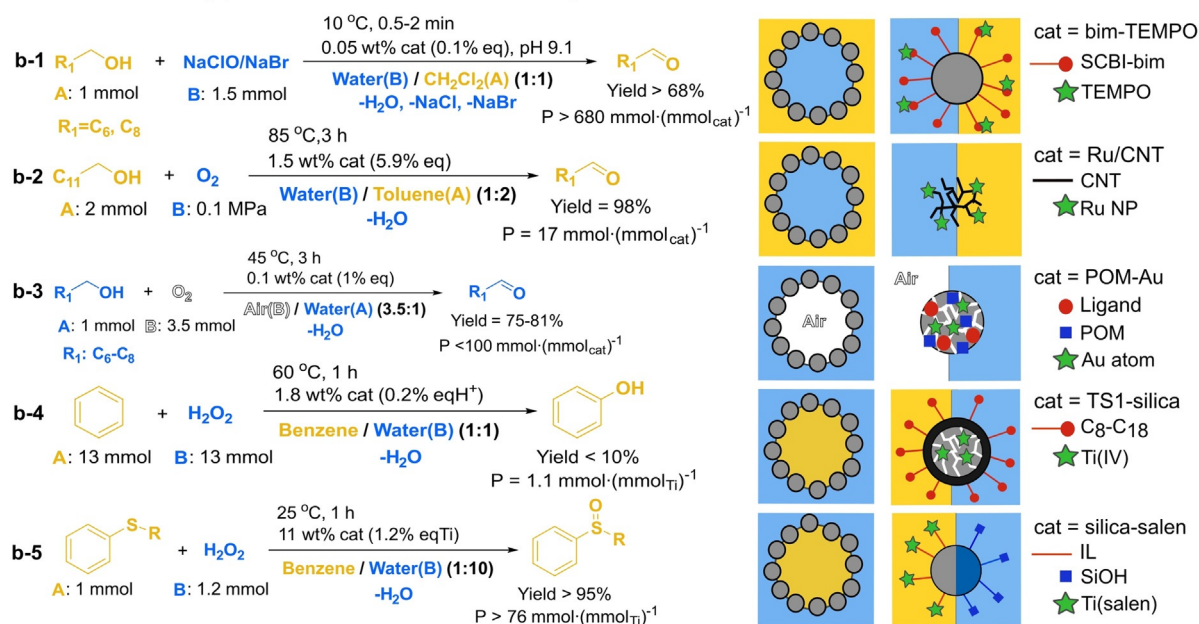 b-1
R₁ OH + NaClO/NaBr
A: 1 mmol B: 1.5 mmol
R₁=C₆, C₈
10 °C, 0.5-2 min
0.05 wt% cat (0.1% eq), pH 9.1
Water(B) / CH₂Cl₂(A) (1:1)
-H₂O, -NaCl, -NaBr
R₁ O
Yield > 68%
P > 680 mmol·(mmol_cat)⁻¹
cat = bim-TEMPO
SCBI-bim
TEMPO
b-2
C₁₁ OH + O₂
A: 2 mmol B: 0.1 MPa
85 °C,3 h
1.5 wt% cat (5.9% eq)
Water(B) / Toluene(A) (1:2)
-H₂O
R₁ O
Yield = 98%
P = 17 mmol·(mmol_cat)⁻¹
cat = Ru/CNT
CNT
Ru NP
b-3
R₁ OH + O₂
A: 1 mmol B: 3.5 mmol
R₁: C₆-C₈
45 °C, 3 h
0.1 wt% cat (1% eq)
Air(B) / Water(A) (3.5:1)
-H₂O
R₁ O
Yield = 75-81%
P <100 mmol·(mmol_cat)⁻¹
Air
Air
cat = POM-Au
Ligand
POM
Au atom
b-4
+ H₂O₂
A: 13 mmol B: 13 mmol
60 °C, 1 h
1.8 wt% cat (0.2% eqH⁺)
Benzene / Water(B) (1:1)
-H₂O
OH
Yield < 10%
P = 1.1 mmol·(mmol_Ti)⁻¹
cat = TS1-silica
C₈-C₁₈
Ti(IV)
b-5
S R + H₂O₂
A: 1 mmol B: 1.2 mmol
25 °C, 1 h
11 wt% cat (1.2% eqTi)
Benzene / Water(B) (1:10)
-H₂O
O
S R
Yield > 95%
P > 76 mmol·(mmol_Ti)⁻¹
cat = silica-salen
IL
SiOH
Ti(salen)